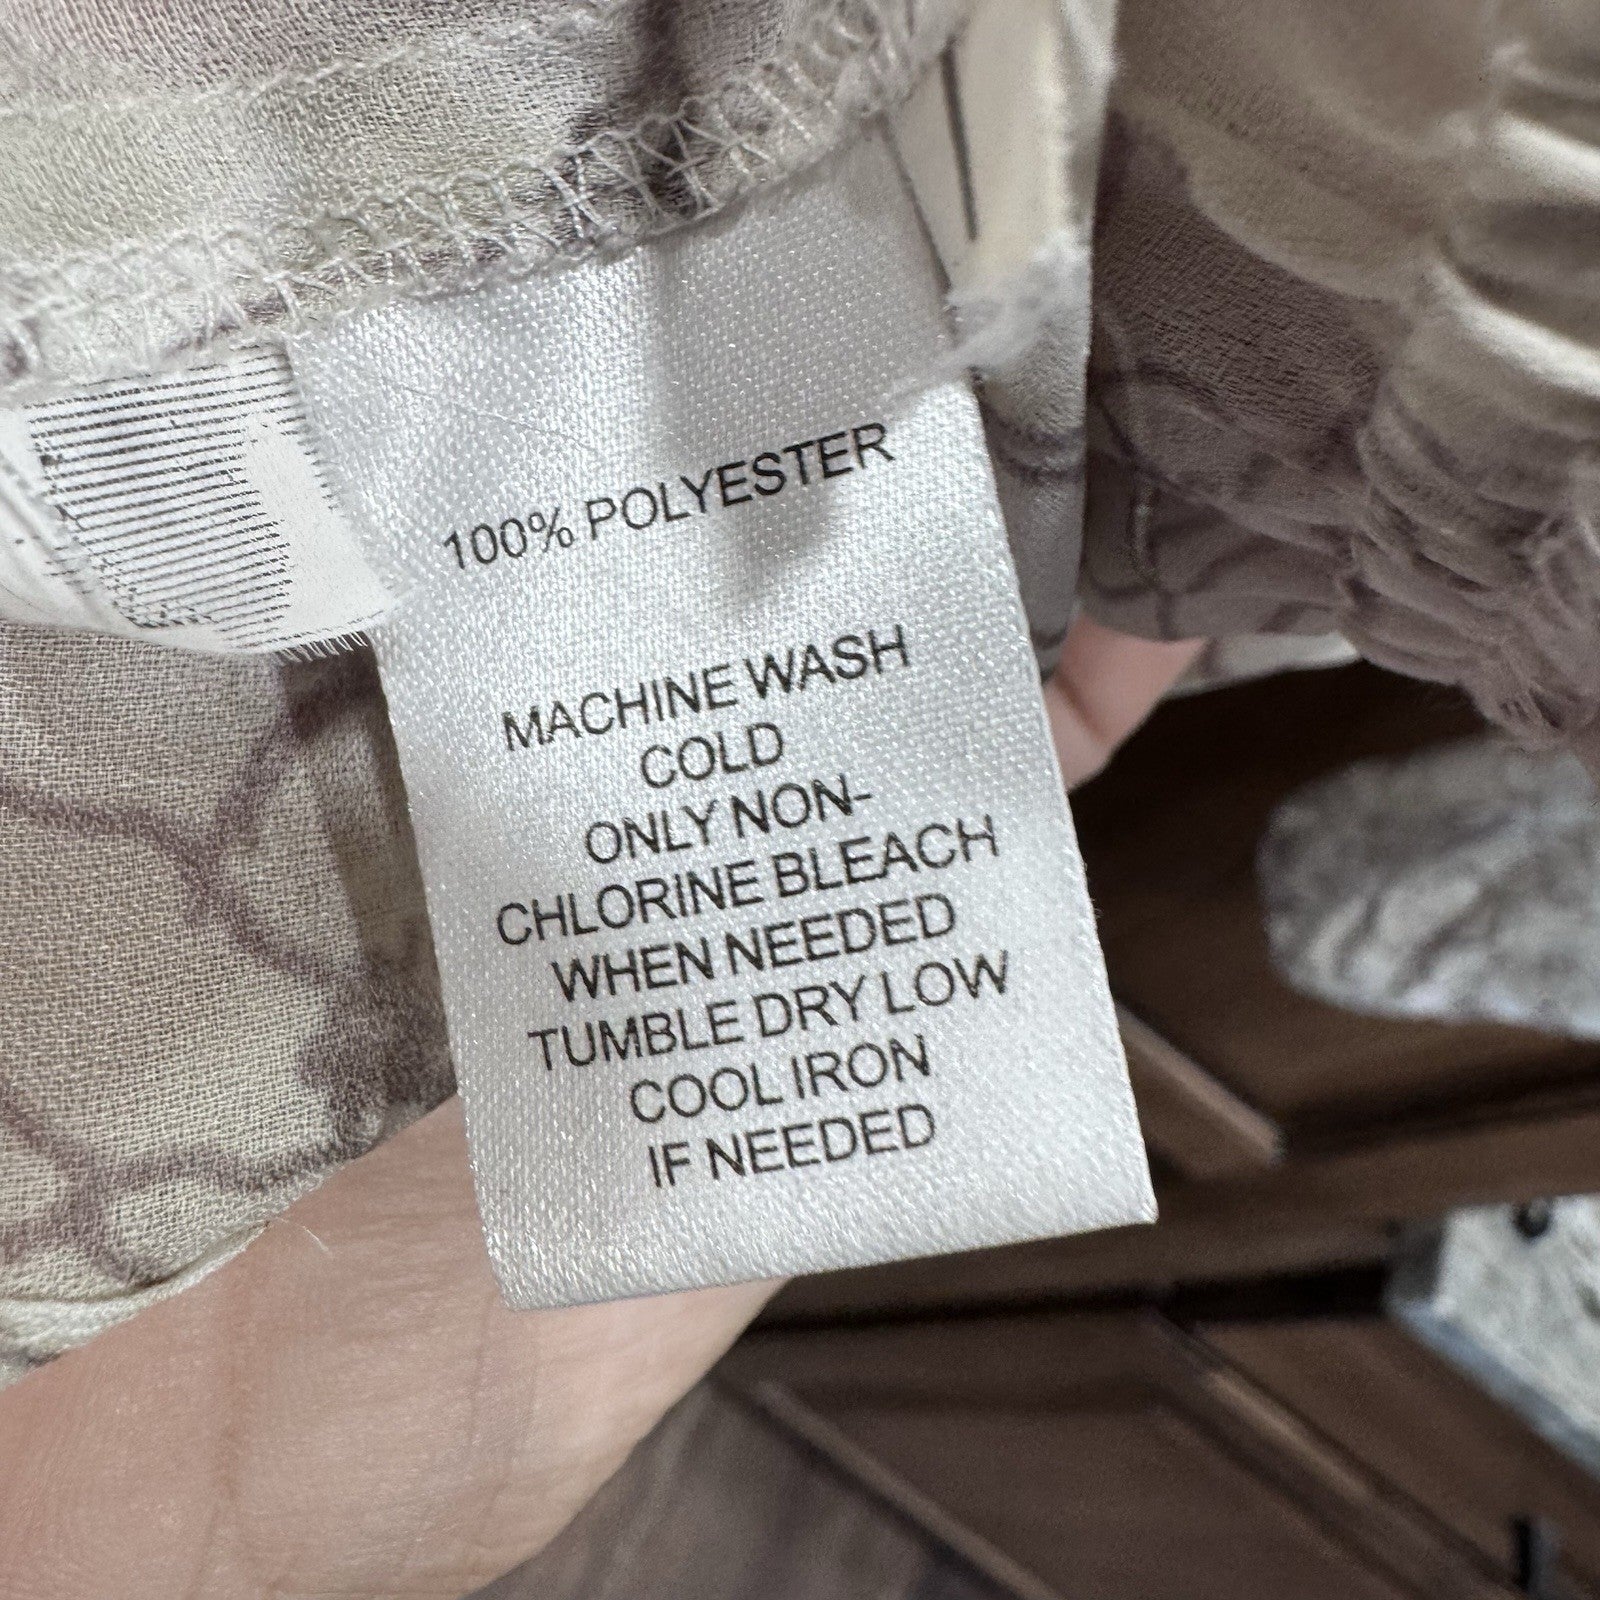 100% POLYESTER
MACHINE WASH
COLD
ONLY NON-
CHLORINE BLEACH
WHEN NEEDED
TUMBLE DRY LOW
COOL IRON
IF NEEDED